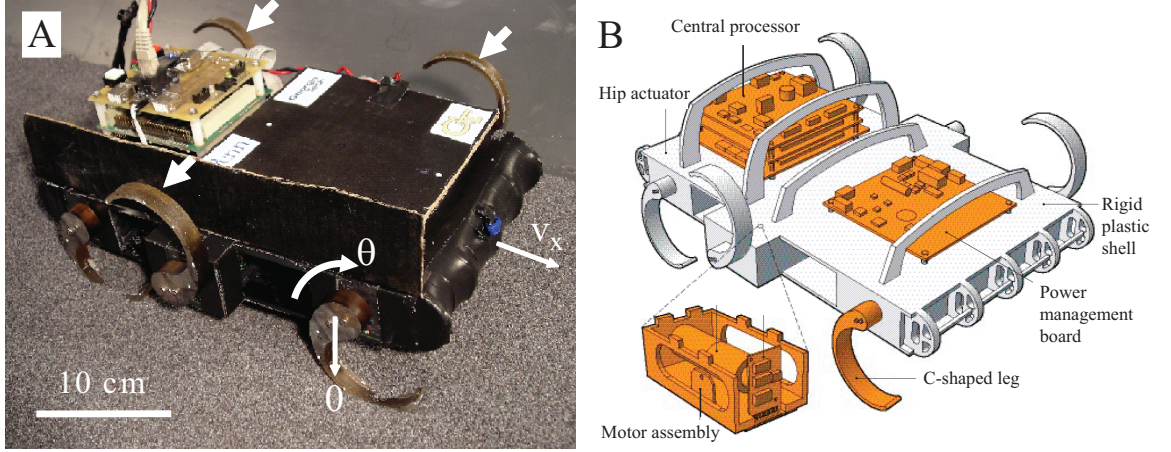 A
θ
Vx
0
10 cm
B
Central processor
Hip actuator
Rigid
plastic
shell
Power
management
board
C-shaped leg
Motor assembly